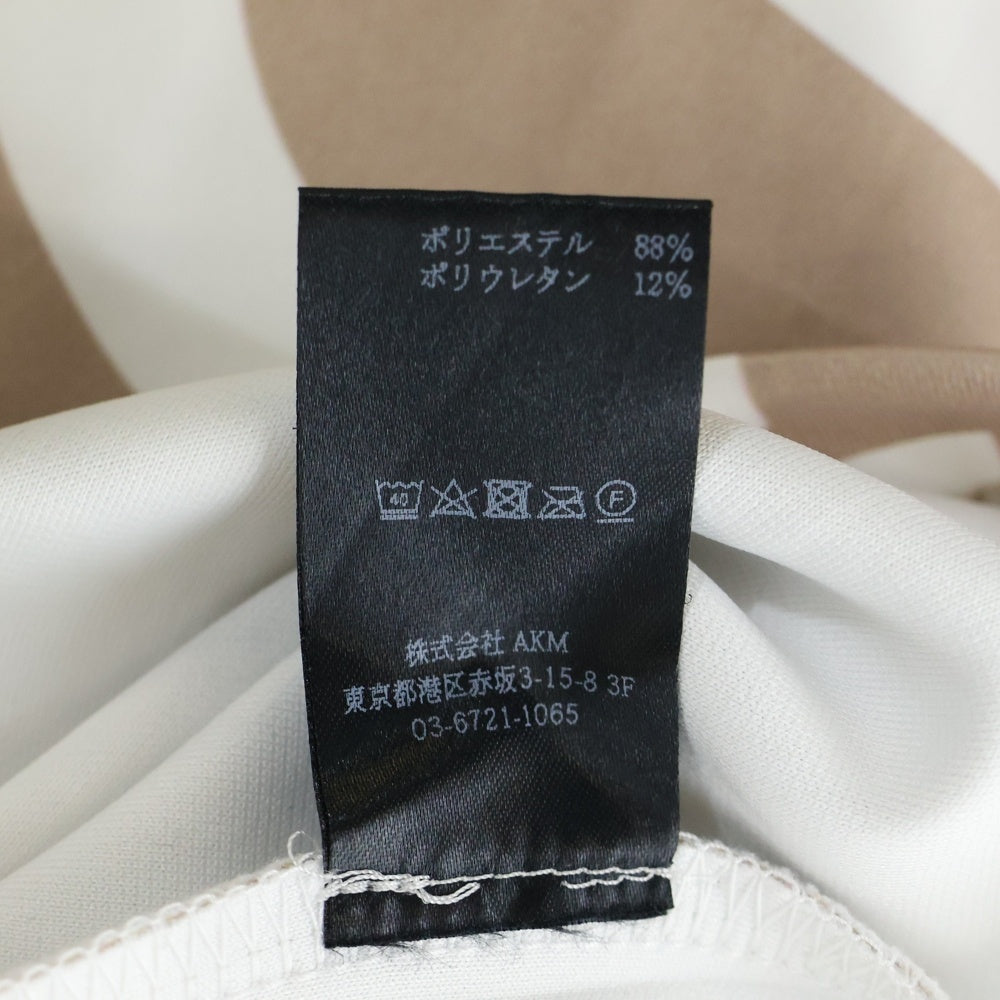 ポリエステル 88%
ポリウレタン 12%
40 F
株式会社 AKM
東京都港区赤坂3-15-8 3F
03-6721-1065